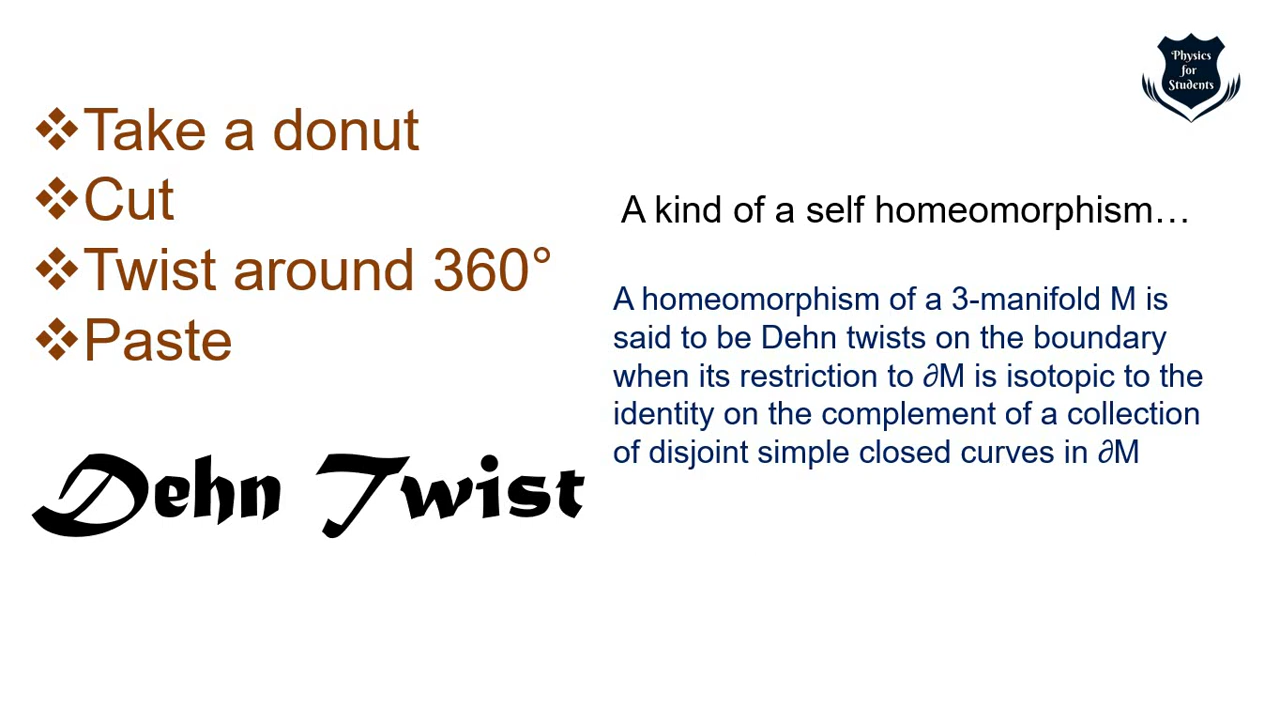 Physics
for
Students
❖Take a donut
❖Cut
❖Twist around 360°
❖Paste
Dehn Twist
A kind of a self homeomorphism…
A homeomorphism of a 3-manifold M is
said to be Dehn twists on the boundary
when its restriction to ∂M is isotopic to the
identity on the complement of a collection
of disjoint simple closed curves in ∂M